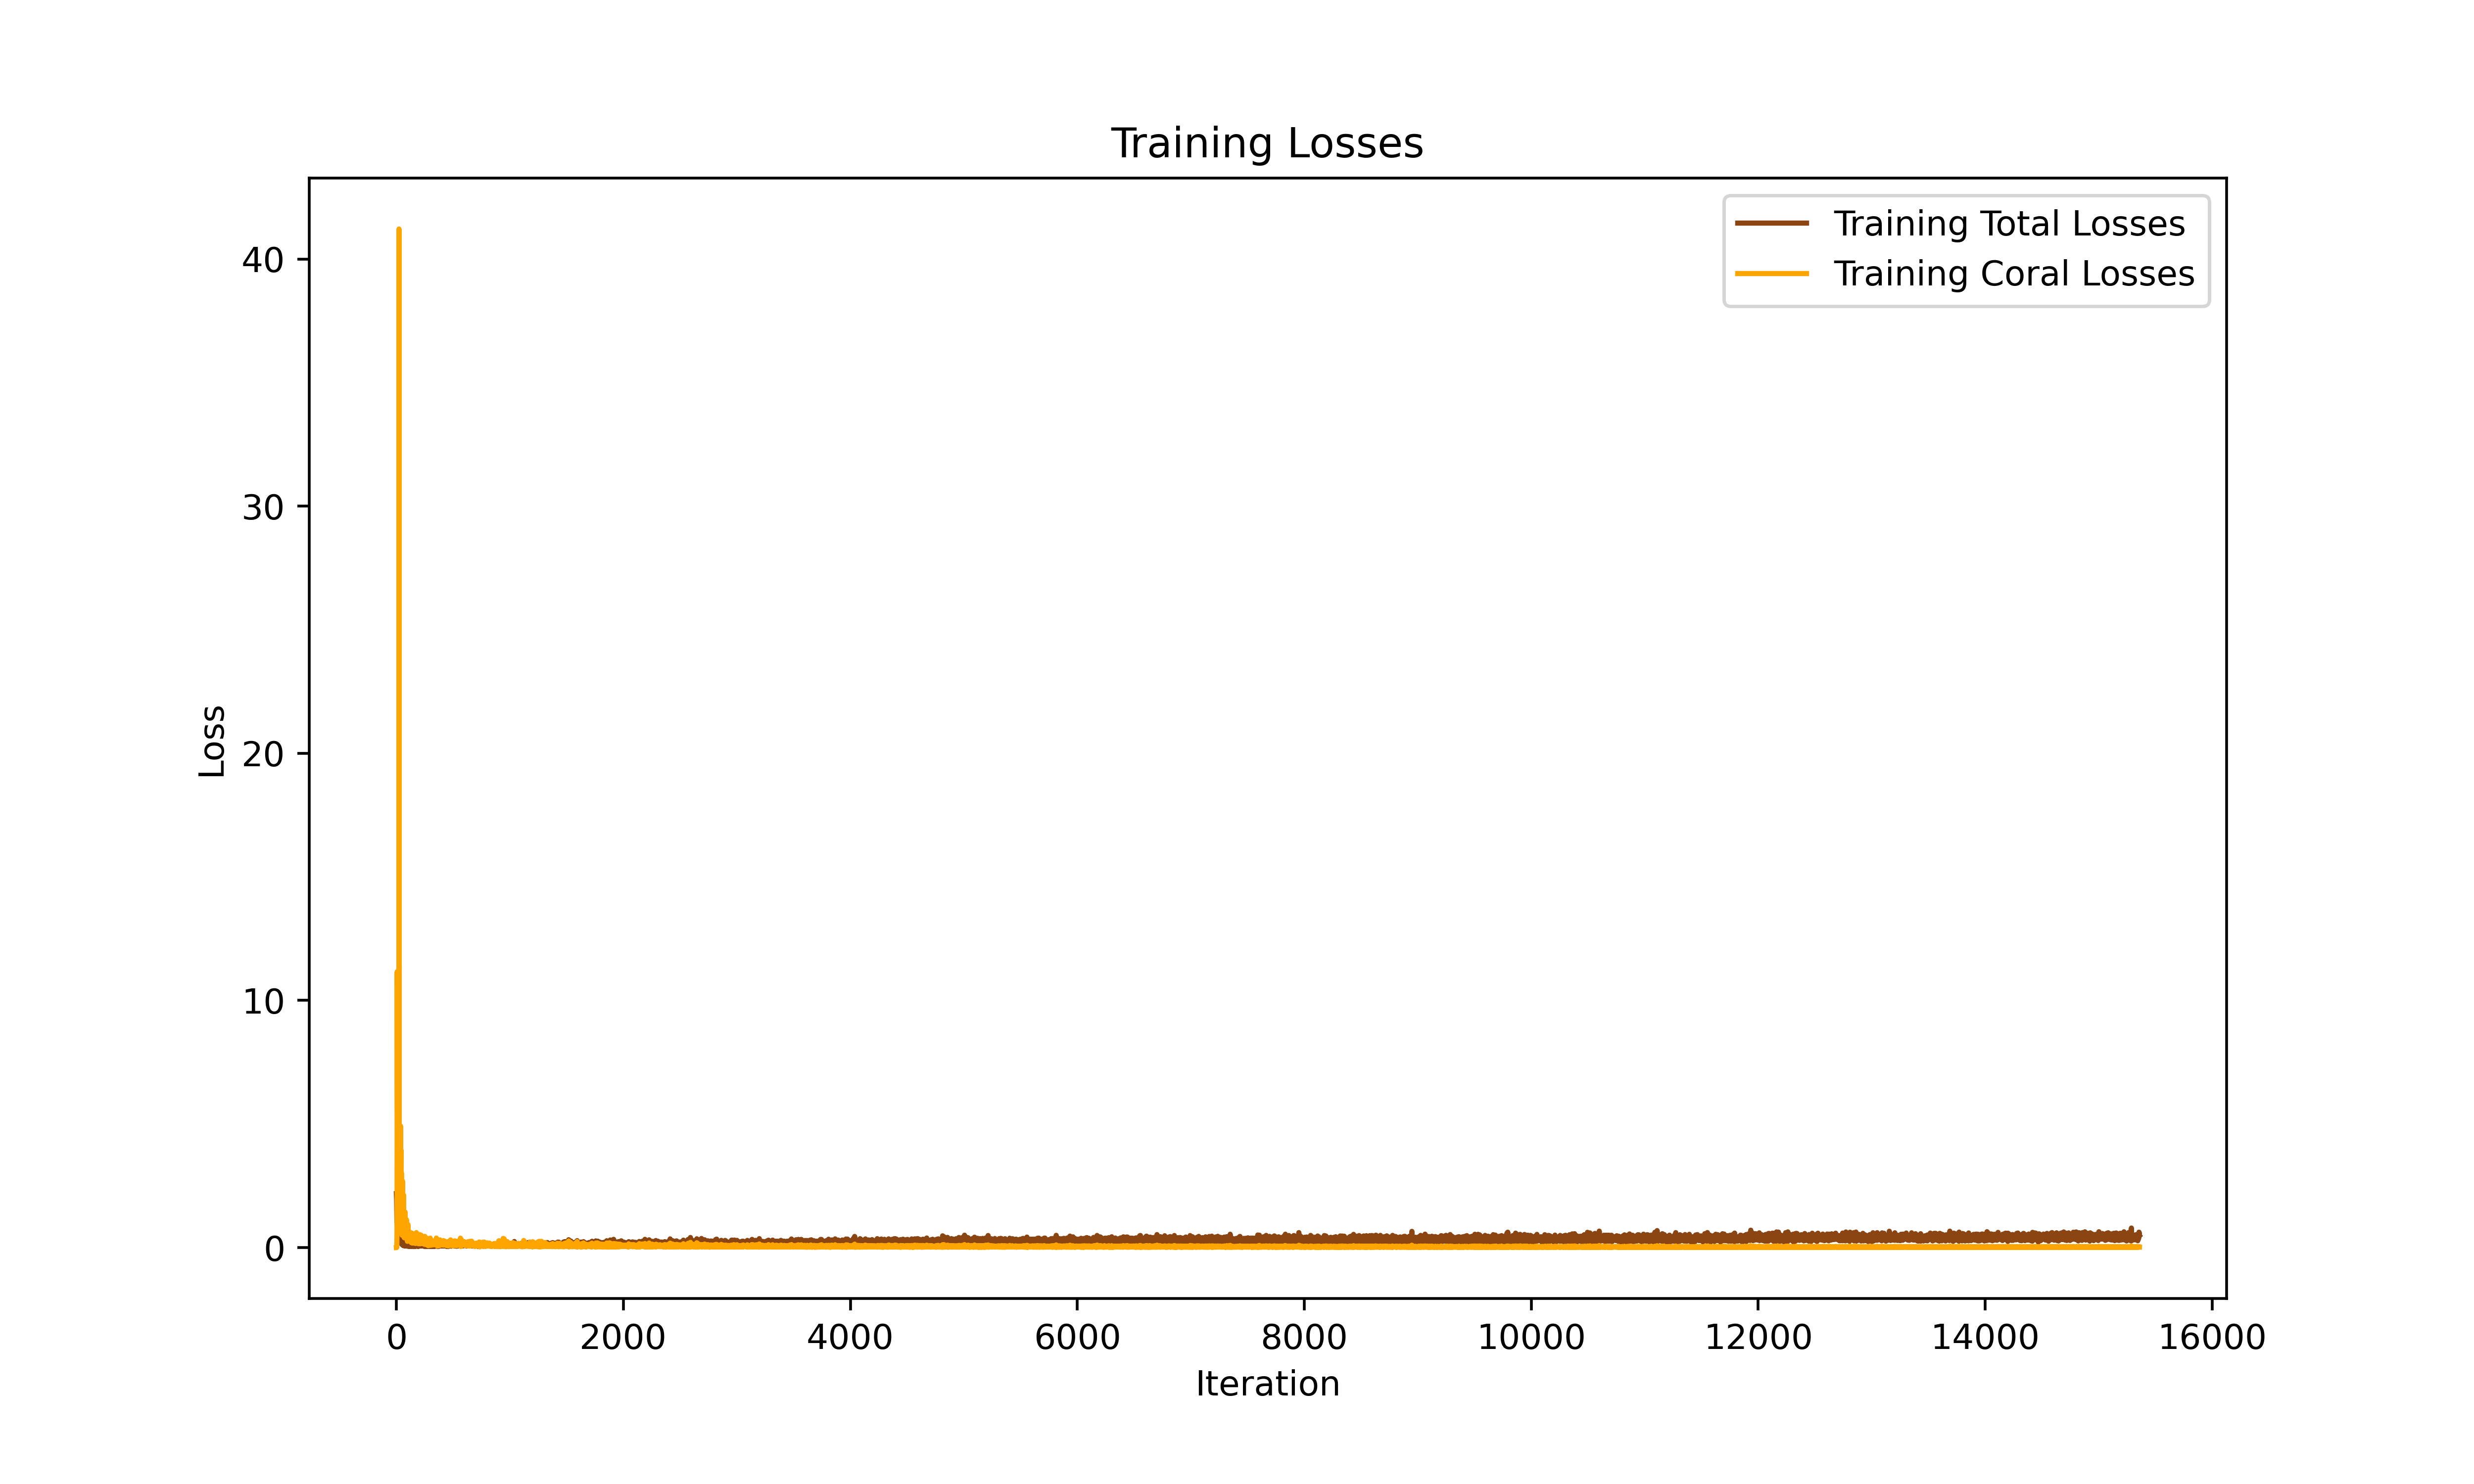 Training Losses
Training Total Losses
Training Coral Losses
40
30
20
10
0
Loss
0 2000 4000 6000 8000 10000 12000 14000 16000
Iteration